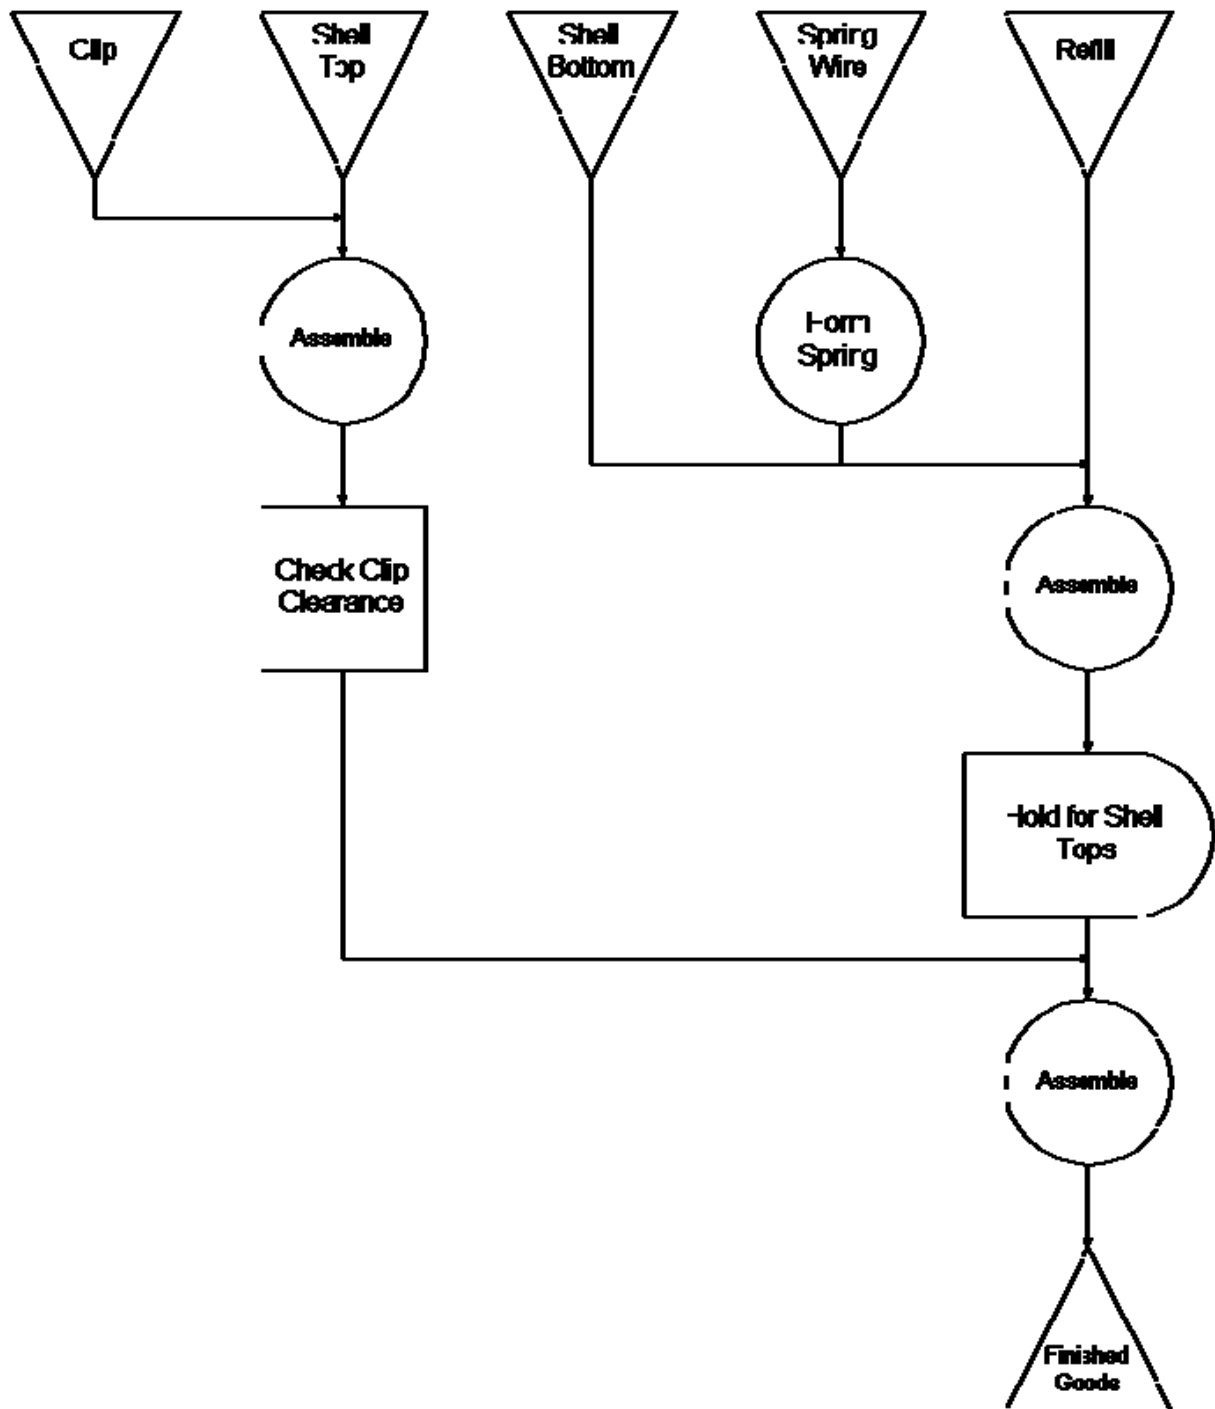 Clip
Shell
Top
Shell
Bottom
Spring
Wire
Refill
Assemble
Form
Spring
Check Clip
Clearance
Assemble
Hold for Shell
Tops
Assemble
Finished
Goods